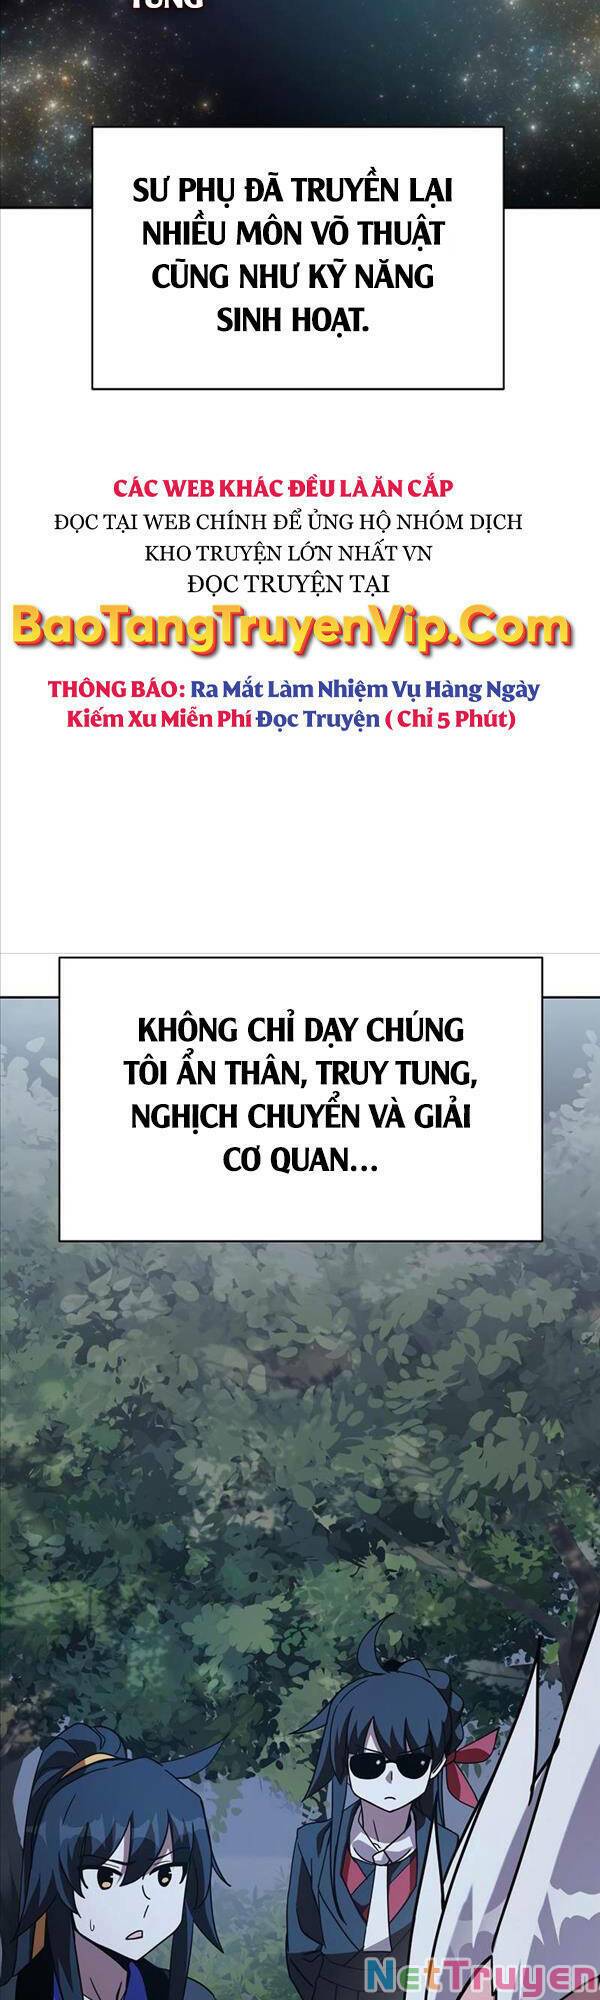 TUNG
SƯ PHỤ ĐÃ TRUYỀN LẠI
NHIỀU MÔN VÕ THUẬT
CŨNG NHƯ KỸ NĂNG
SINH HOẠT.
CÁC WEB KHÁC ĐỀU LÀ ĂN CẮP
ĐỌC TẠI WEB CHÍNH ĐỂ ỦNG HỘ NHÓM DỊCH
KHO TRUYỆN LỚN NHẤT VN
ĐỌC TRUYỆN TẠI
BaoTangTruyenVip.Com
THÔNG BÁO: Ra Mắt Làm Nhiệm Vụ Hàng Ngày
Kiếm Xu Miễn Phí Đọc Truyện ( Chỉ 5 Phút)
KHÔNG CHỈ DẠY CHÚNG
TÔI ẨN THÂN, TRUY TUNG,
NGHỊCH CHUYỂN VÀ GIẢI
CƠ QUAN...
NetTruyen